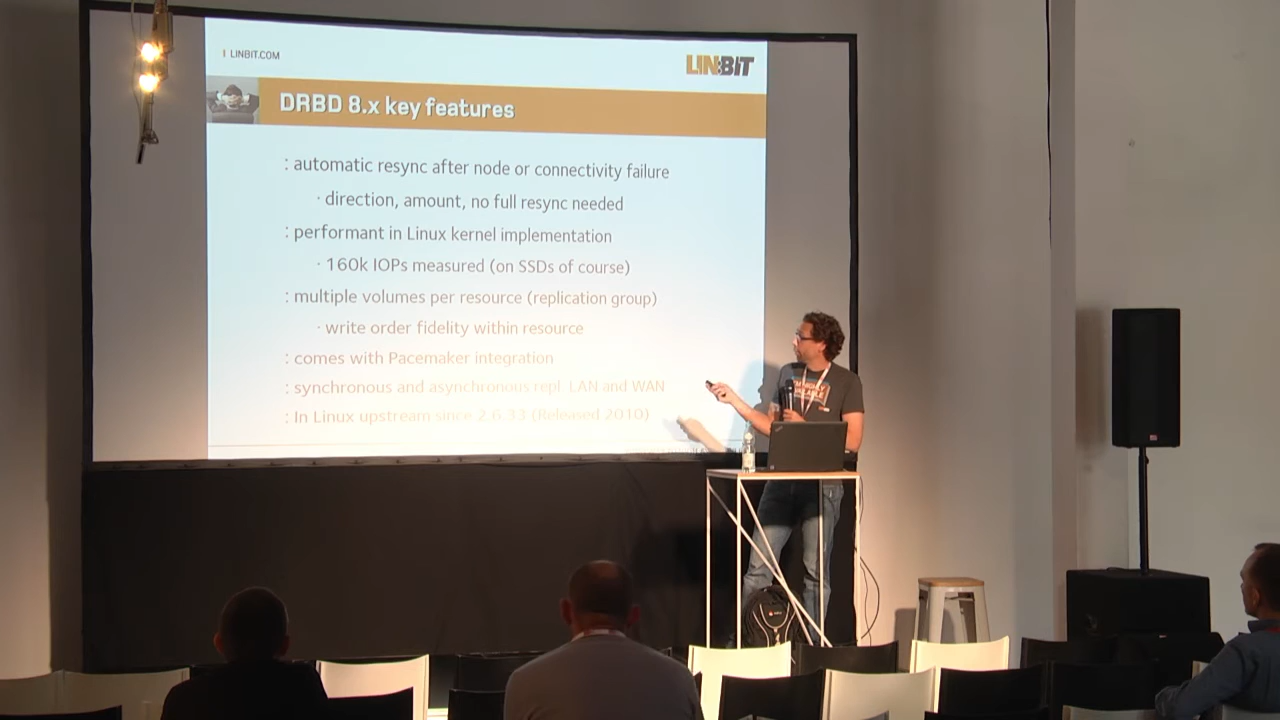 LINBIT.COM
LINBIT
DRBD 8.x key features
: automatic resync after node or connectivity failure
· direction, amount, no full resync needed
: performant in Linux kernel implementation
· 160k IOPs measured (on SSDs of course)
: multiple volumes per resource (replication group)
· write order fidelity within resource
: comes with Pacemaker integration
: synchronous and asynchronous repl. LAN and WAN
: In Linux upstream since 2.6.33 (Released 2010)
I'M HIGHLY
AVAILABLE